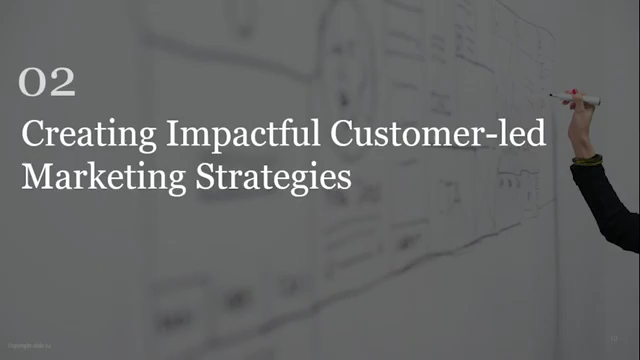 02
Creating Impactful Customer-led
Marketing Strategies